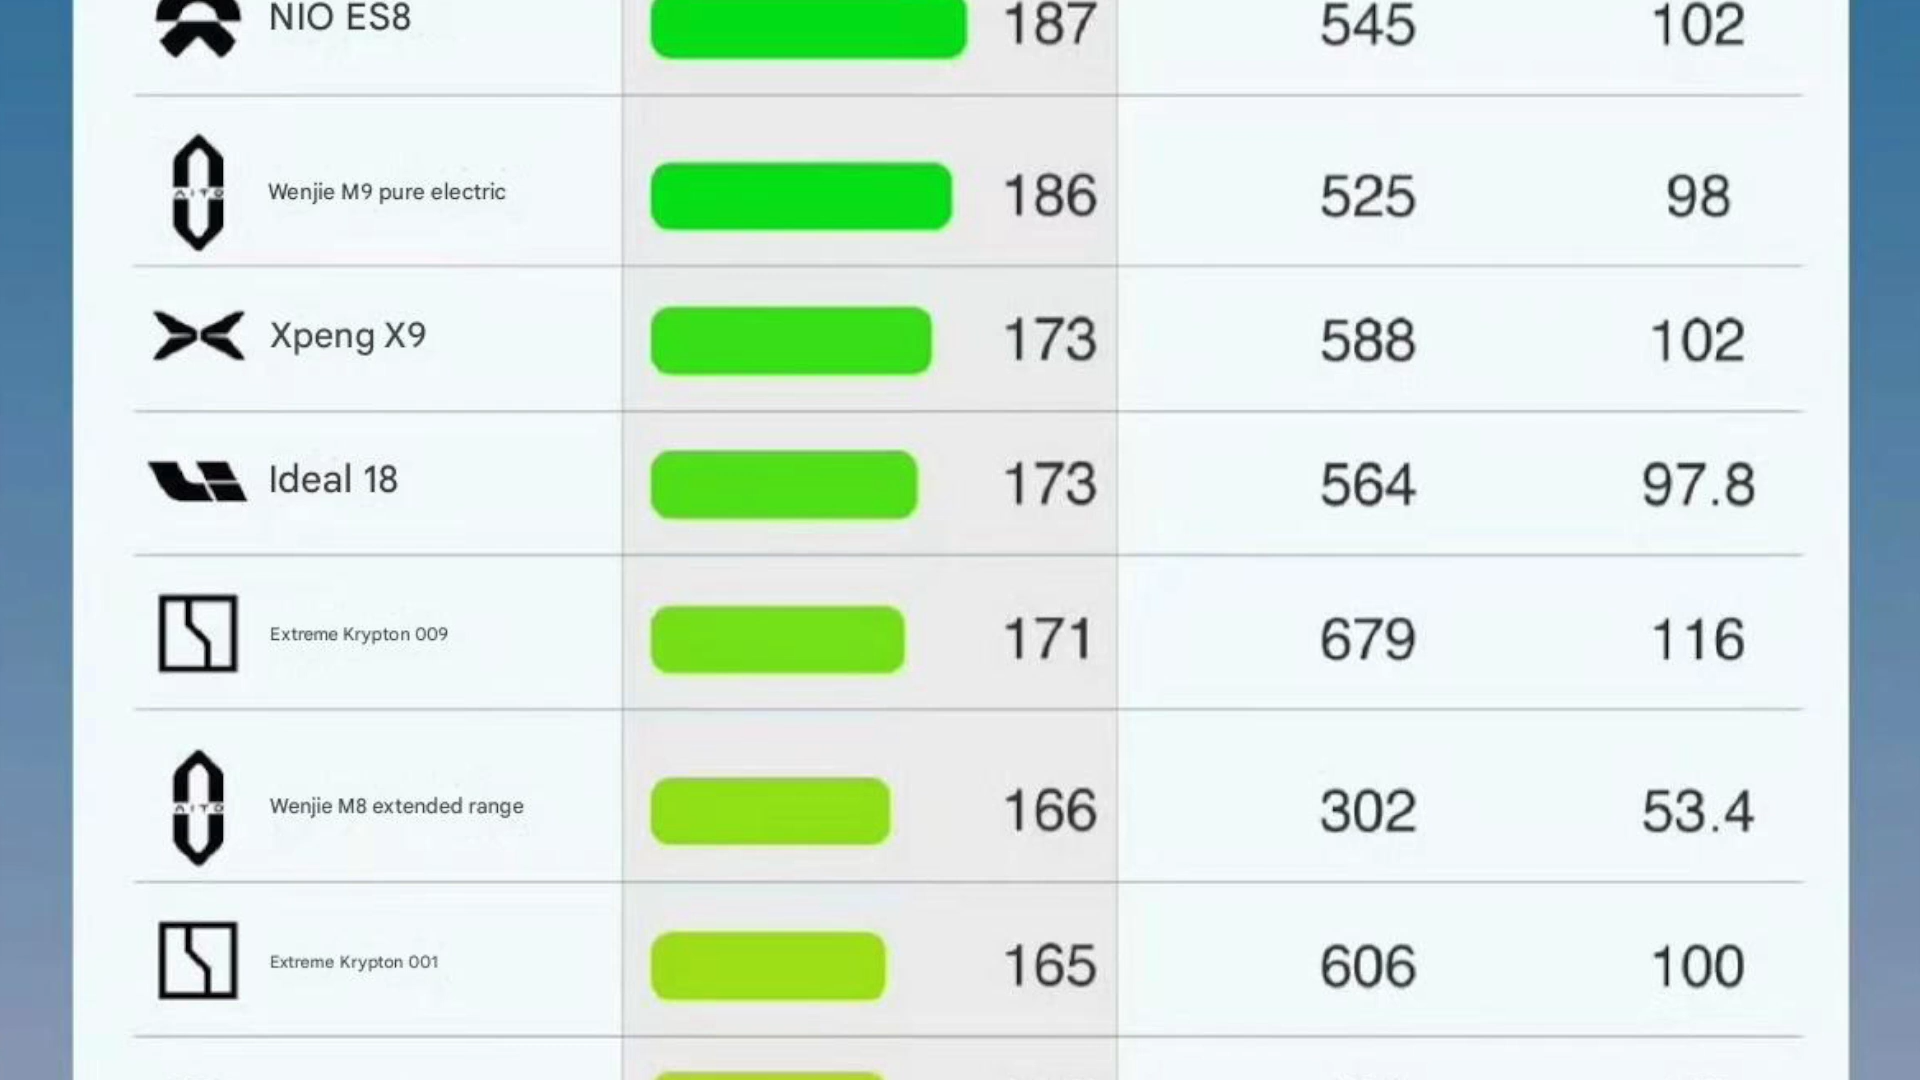 NIO ES8 187 545 102
Wenjie M9 pure electric 186 525 98
AITO
Xpeng X9 173 588 102
Ideal 18 173 564 97.8
Extreme Krypton 009 171 679 116
Wenjie M8 extended range 166 302 53.4
AITO
Extreme Krypton 001 165 606 100